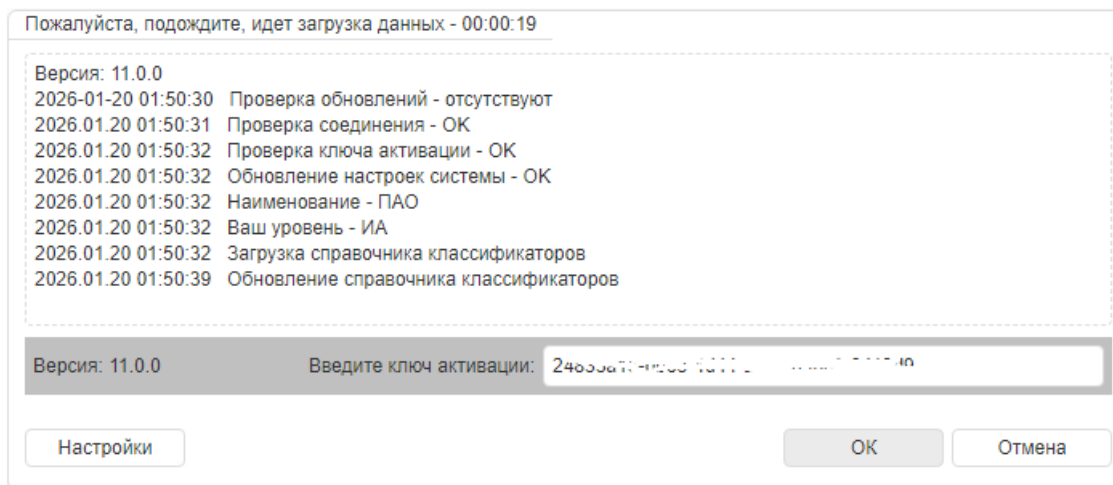 Пожалуйста, подождите, идет загрузка данных - 00:00:19
Версия: 11.0.0
2026-01-20 01:50:30 Проверка обновлений - отсутствуют
2026.01.20 01:50:31 Проверка соединения - OK
2026.01.20 01:50:32 Проверка ключа активации - OK
2026.01.20 01:50:32 Обновление настроек системы - OK
2026.01.20 01:50:32 Наименование - ПАО
2026.01.20 01:50:32 Ваш уровень - ИА
2026.01.20 01:50:32 Загрузка справочника классификаторов
2026.01.20 01:50:39 Обновление справочника классификаторов
Версия: 11.0.0 Введите ключ активации:
Настройки OK Отмена